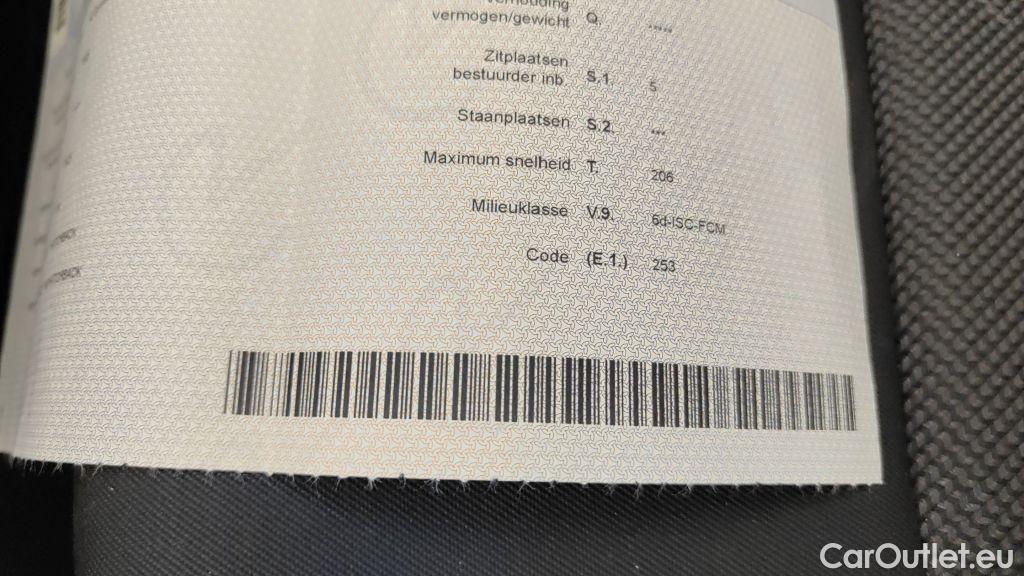 vermogen/gewicht Q. .....
Zitplaatsen
bestuurder inb. S.1. 5
Staanplaatsen S.2. ...
Maximum snelheid T. 206
Milieuklasse V.9. 6d-ISC-FCM
Code (E.1.) 253
CarOutlet.eu